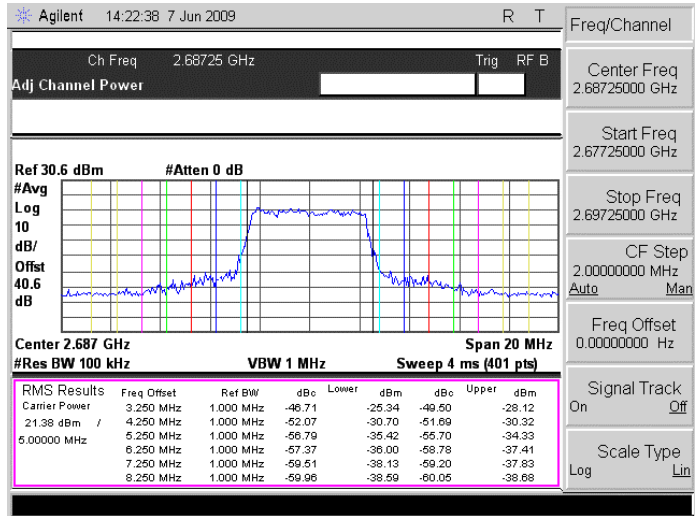 Agilent 14:22:38 7 Jun 2009 R T
Ch Freq 2.68725 GHz Trig RF B
Adj Channel Power
Ref 30.6 dBm #Atten 0 dB
#Avg
Log
10
dB/
Offst
40.6
dB
Center 2.687 GHz Span 20 MHz
#Res BW 100 kHz VBW 1 MHz Sweep 4 ms (401 pts)
RMS Results Freq Offset Ref BW dBc Lower dBm dBc Upper dBm
Carrier Power 3.250 MHz 1.000 MHz -46.71 -25.34 -49.50 -28.12
21.38 dBm / 4.250 MHz 1.000 MHz -52.07 -30.70 -51.69 -30.32
5.00000 MHz 5.250 MHz 1.000 MHz -56.79 -35.42 -55.70 -34.33
6.250 MHz 1.000 MHz -57.37 -36.00 -58.78 -37.41
7.250 MHz 1.000 MHz -59.51 -38.13 -59.20 -37.83
8.250 MHz 1.000 MHz -59.96 -38.59 -60.05 -38.68
Freq/Channel
Center Freq
2.68725000 GHz
Start Freq
2.67725000 GHz
Stop Freq
2.69725000 GHz
CF Step
2.00000000 MHz
Auto Man
Freq Offset
0.00000000 Hz
Signal Track
On Off
Scale Type
Log Lin